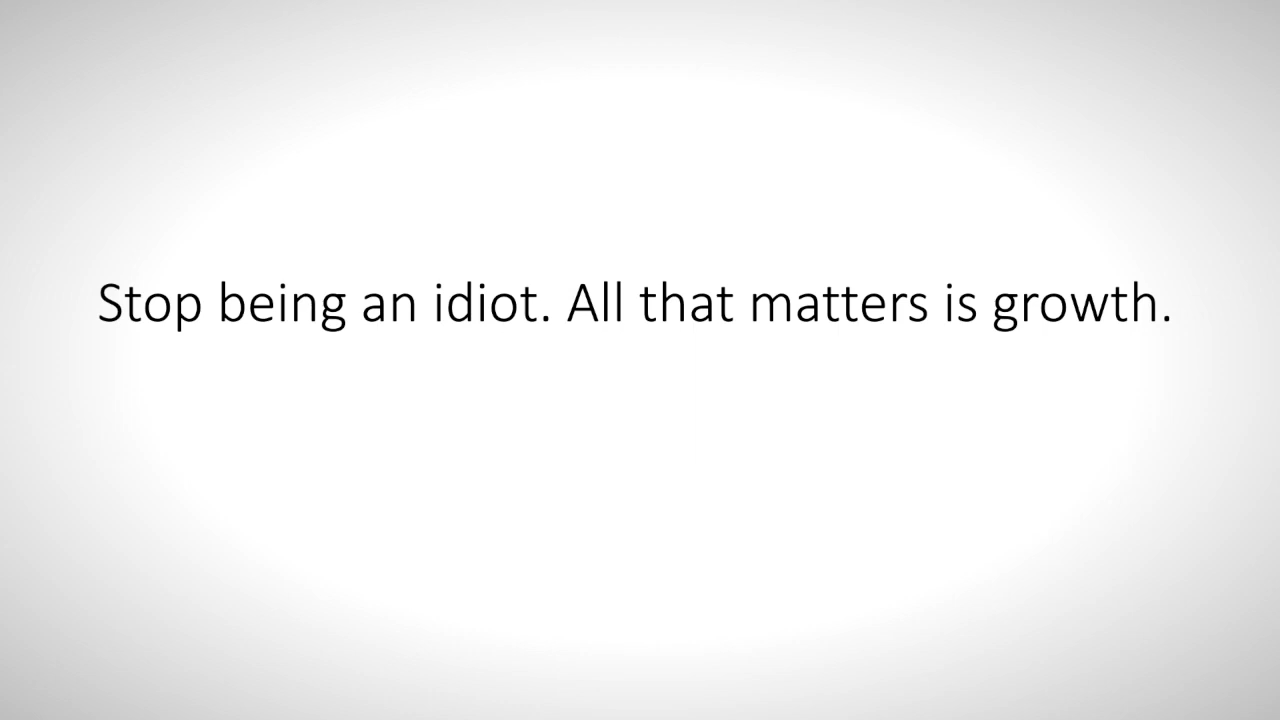 Stop being an idiot. All that matters is growth.